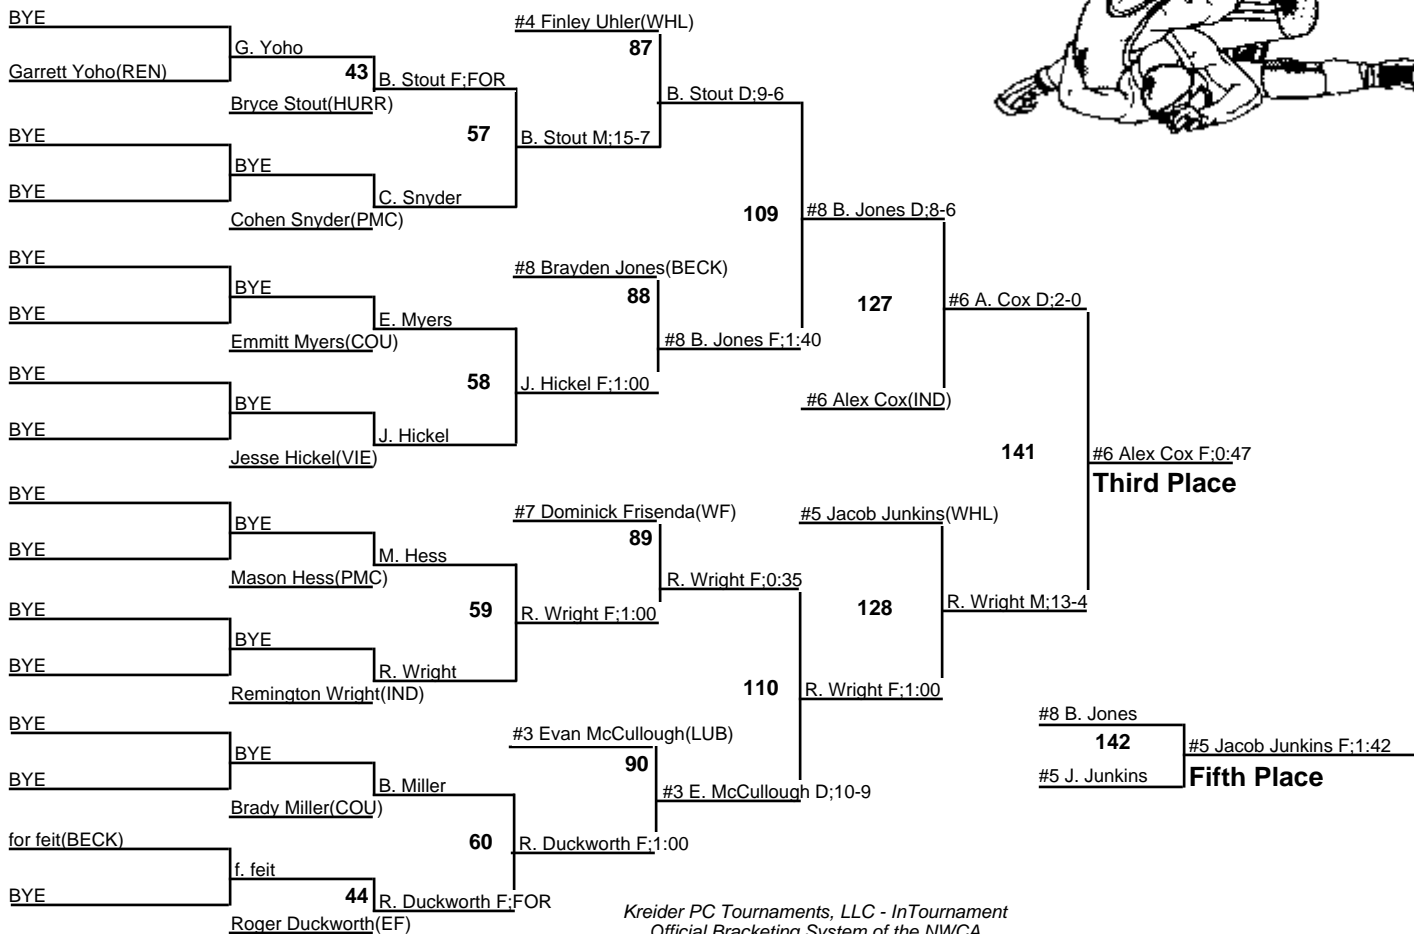 BYE
#4 Finley Uhler(WHL)
G. Yoho
87
Garrett Yoho(REN)
43
B. Stout F;FOR
Bryce Stout(HURR)
B. Stout D;9-6
BYE
57
B. Stout M;15-7
BYE
BYE
C. Snyder
Cohen Snyder(PMC)
109
#8 B. Jones D;8-6
BYE
#8 Brayden Jones(BECK)
BYE
88
127
#6 A. Cox D;2-0
BYE
E. Myers
Emmitt Myers(COU)
#8 B. Jones F;1:40
BYE
58
J. Hickel F;1:00
BYE
#6 Alex Cox(IND)
BYE
J. Hickel
Jesse Hickel(VIE)
141
#6 Alex Cox F;0:47
Third Place
BYE
#7 Dominick Frisenda(WF)
#5 Jacob Junkins(WHL)
BYE
89
BYE
M. Hess
Mason Hess(PMC)
R. Wright F;0:35
BYE
59
R. Wright F;1:00
128
R. Wright M;13-4
BYE
BYE
R. Wright
Remington Wright(IND)
110
R. Wright F;1:00
BYE
#3 Evan McCullough(LUB)
#8 B. Jones
BYE
90
142
#5 Jacob Junkins F;1:42
BYE
B. Miller
#3 E. McCullough D;10-9
#5 J. Junkins
Fifth Place
Brady Miller(COU)
for feit(BECK)
60
R. Duckworth F;1:00
f. feit
BYE
44
R. Duckworth F;FOR
Roger Duckworth(EF)
Kreider PC Tournaments, LLC - InTournament
Official Bracketing System of the NWCA